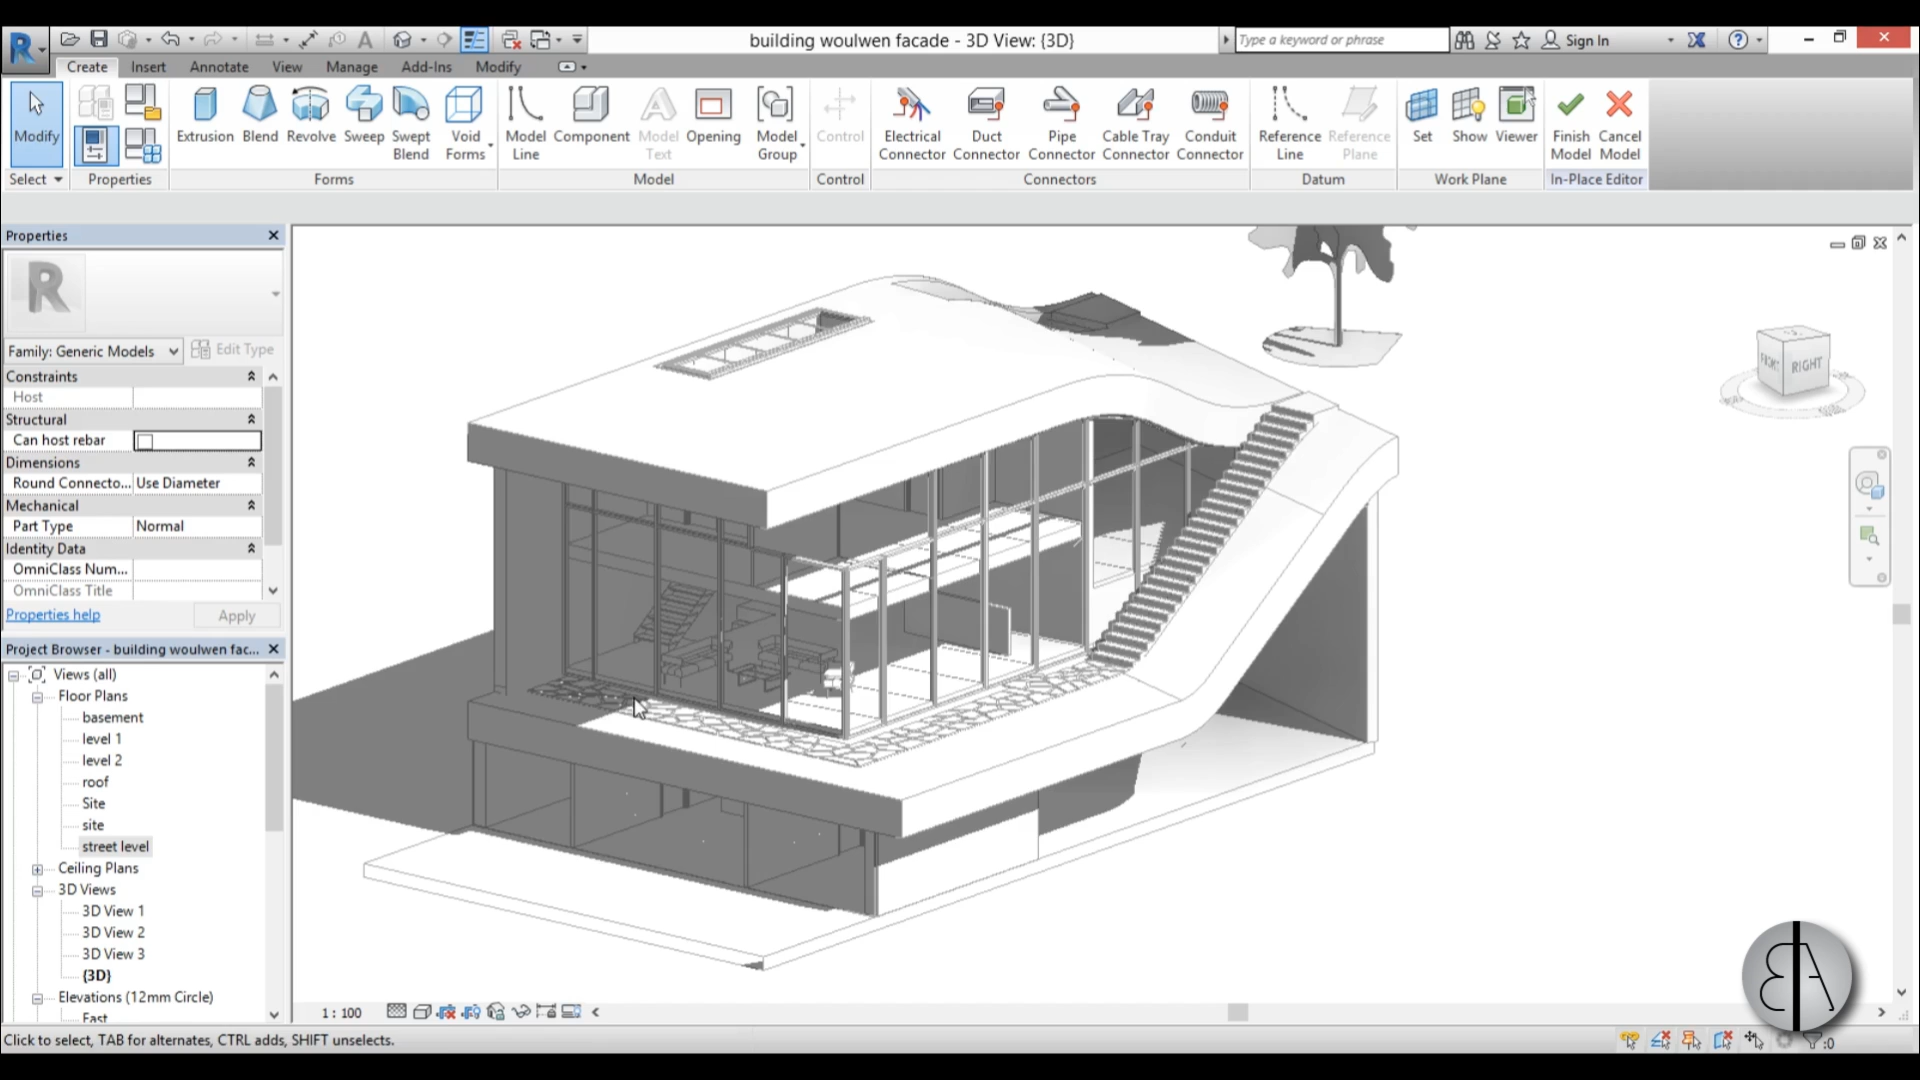 building woulwen facade - 3D View: {3D}
Type a keyword or phrase
Sign In
Create Insert Annotate View Manage Add-Ins Modify
Modify
Extrusion Blend Revolve Sweep Swept Blend Void Forms
Model Line Component Model Text Opening Model Group
Control
Electrical Connector Duct Connector Pipe Connector Cable Tray Connector Conduit Connector
Reference Line Reference Plane
Set Show Viewer
Finish Model Cancel Model
Select Properties Forms Model Control Connectors Datum Work Plane In-Place Editor
Properties
R
Family: Generic Models Edit Type
Constraints
Host
Structural
Can host rebar
Dimensions
Round Connecto... Use Diameter
Mechanical
Part Type Normal
Identity Data
OmniClass Num...
OmniClass Title
Properties help Apply
Project Browser - building woulwen fac...
Views (all)
Floor Plans
basement
level 1
level 2
roof
Site
site
street level
Ceiling Plans
3D Views
3D View 1
3D View 2
3D View 3
{3D}
Elevations (12mm Circle)
East
RIGHT
1 : 100
Click to select, TAB for alternates, CTRL adds, SHIFT unselects.
:0